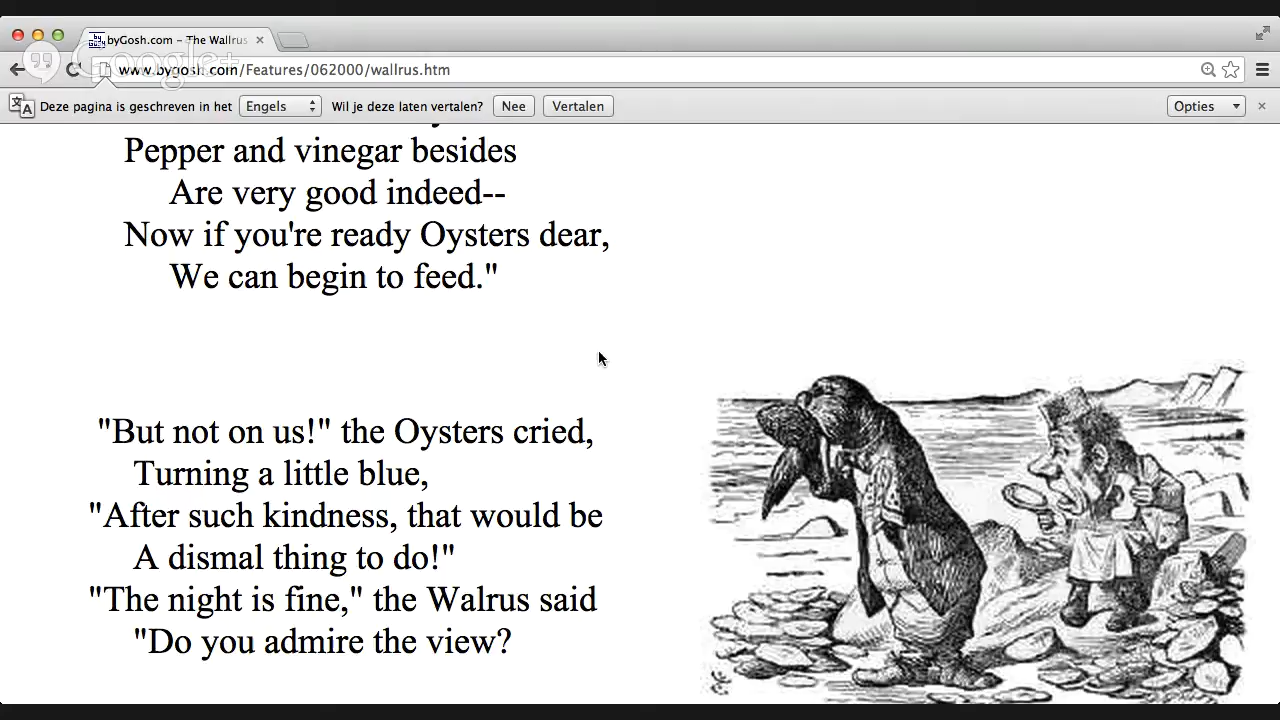 byGosh.com – The Wallrus
Google+
www.bygosh.com/Features/062000/wallrus.htm
Deze pagina is geschreven in het Engels Wil je deze laten vertalen? Nee Vertalen Opties
Pepper and vinegar besides
Are very good indeed--
Now if you're ready Oysters dear,
We can begin to feed."
"But not on us!" the Oysters cried,
Turning a little blue,
"After such kindness, that would be
A dismal thing to do!"
"The night is fine," the Walrus said
"Do you admire the view?